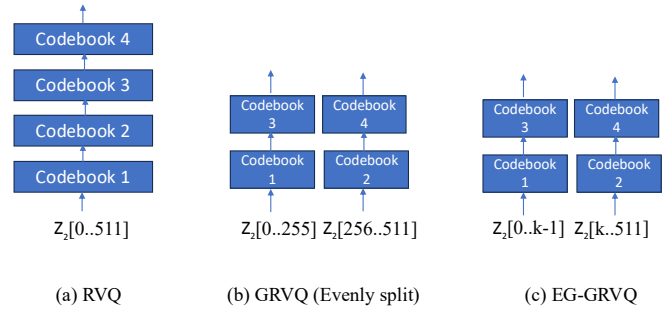 Codebook 4
Codebook 3
Codebook 2
Codebook 1
Z₂[0..511]
(a) RVQ
Codebook
3
Codebook
4
Codebook
1
Codebook
2
Z₂[0..255]
Z₂[256..511]
(b) GRVQ (Evenly split)
Codebook
3
Codebook
4
Codebook
1
Codebook
2
Z₂[0..k-1]
Z₂[k..511]
(c) EG-GRVQ